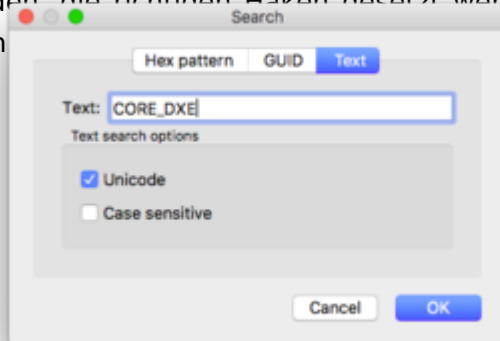 Search
Hex pattern GUID Text
Text: CORE_DXE
Text search options
Unicode
Case sensitive
Cancel OK